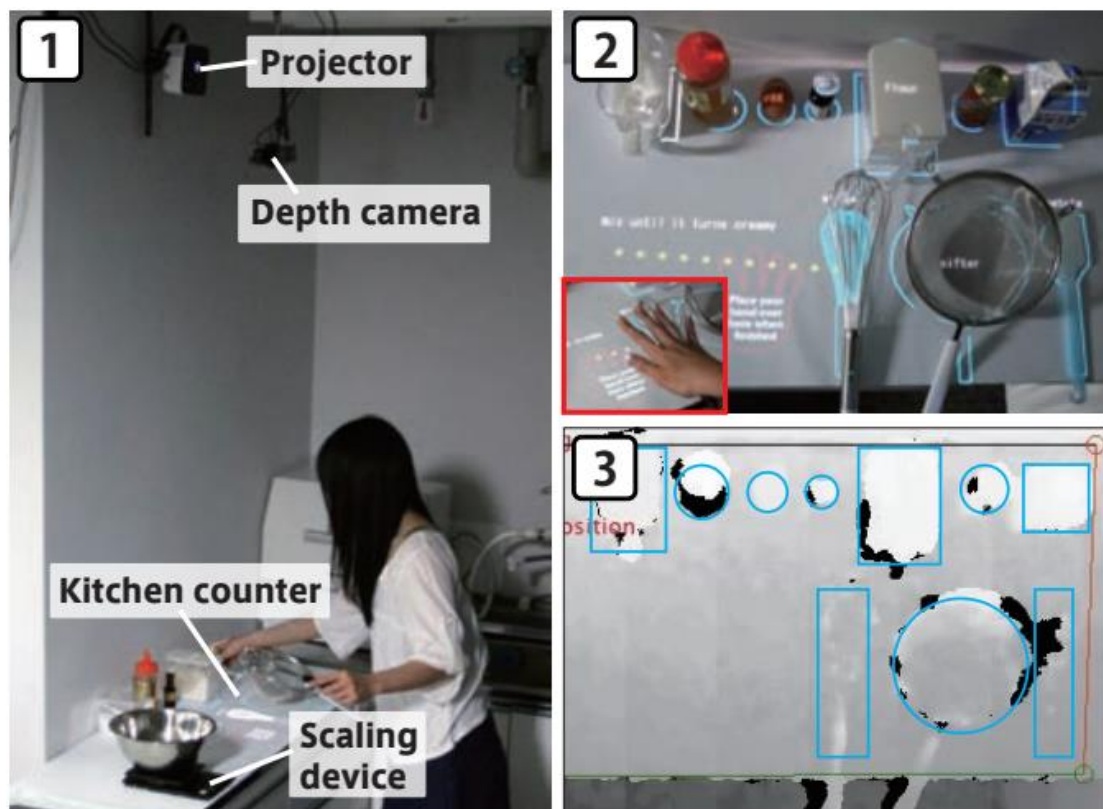 1
Projector
Depth camera
Kitchen counter
Scaling
device
2
Flour
Mix until it turns creamy
sifter
Place your
hand over
here when
finished
3
osition